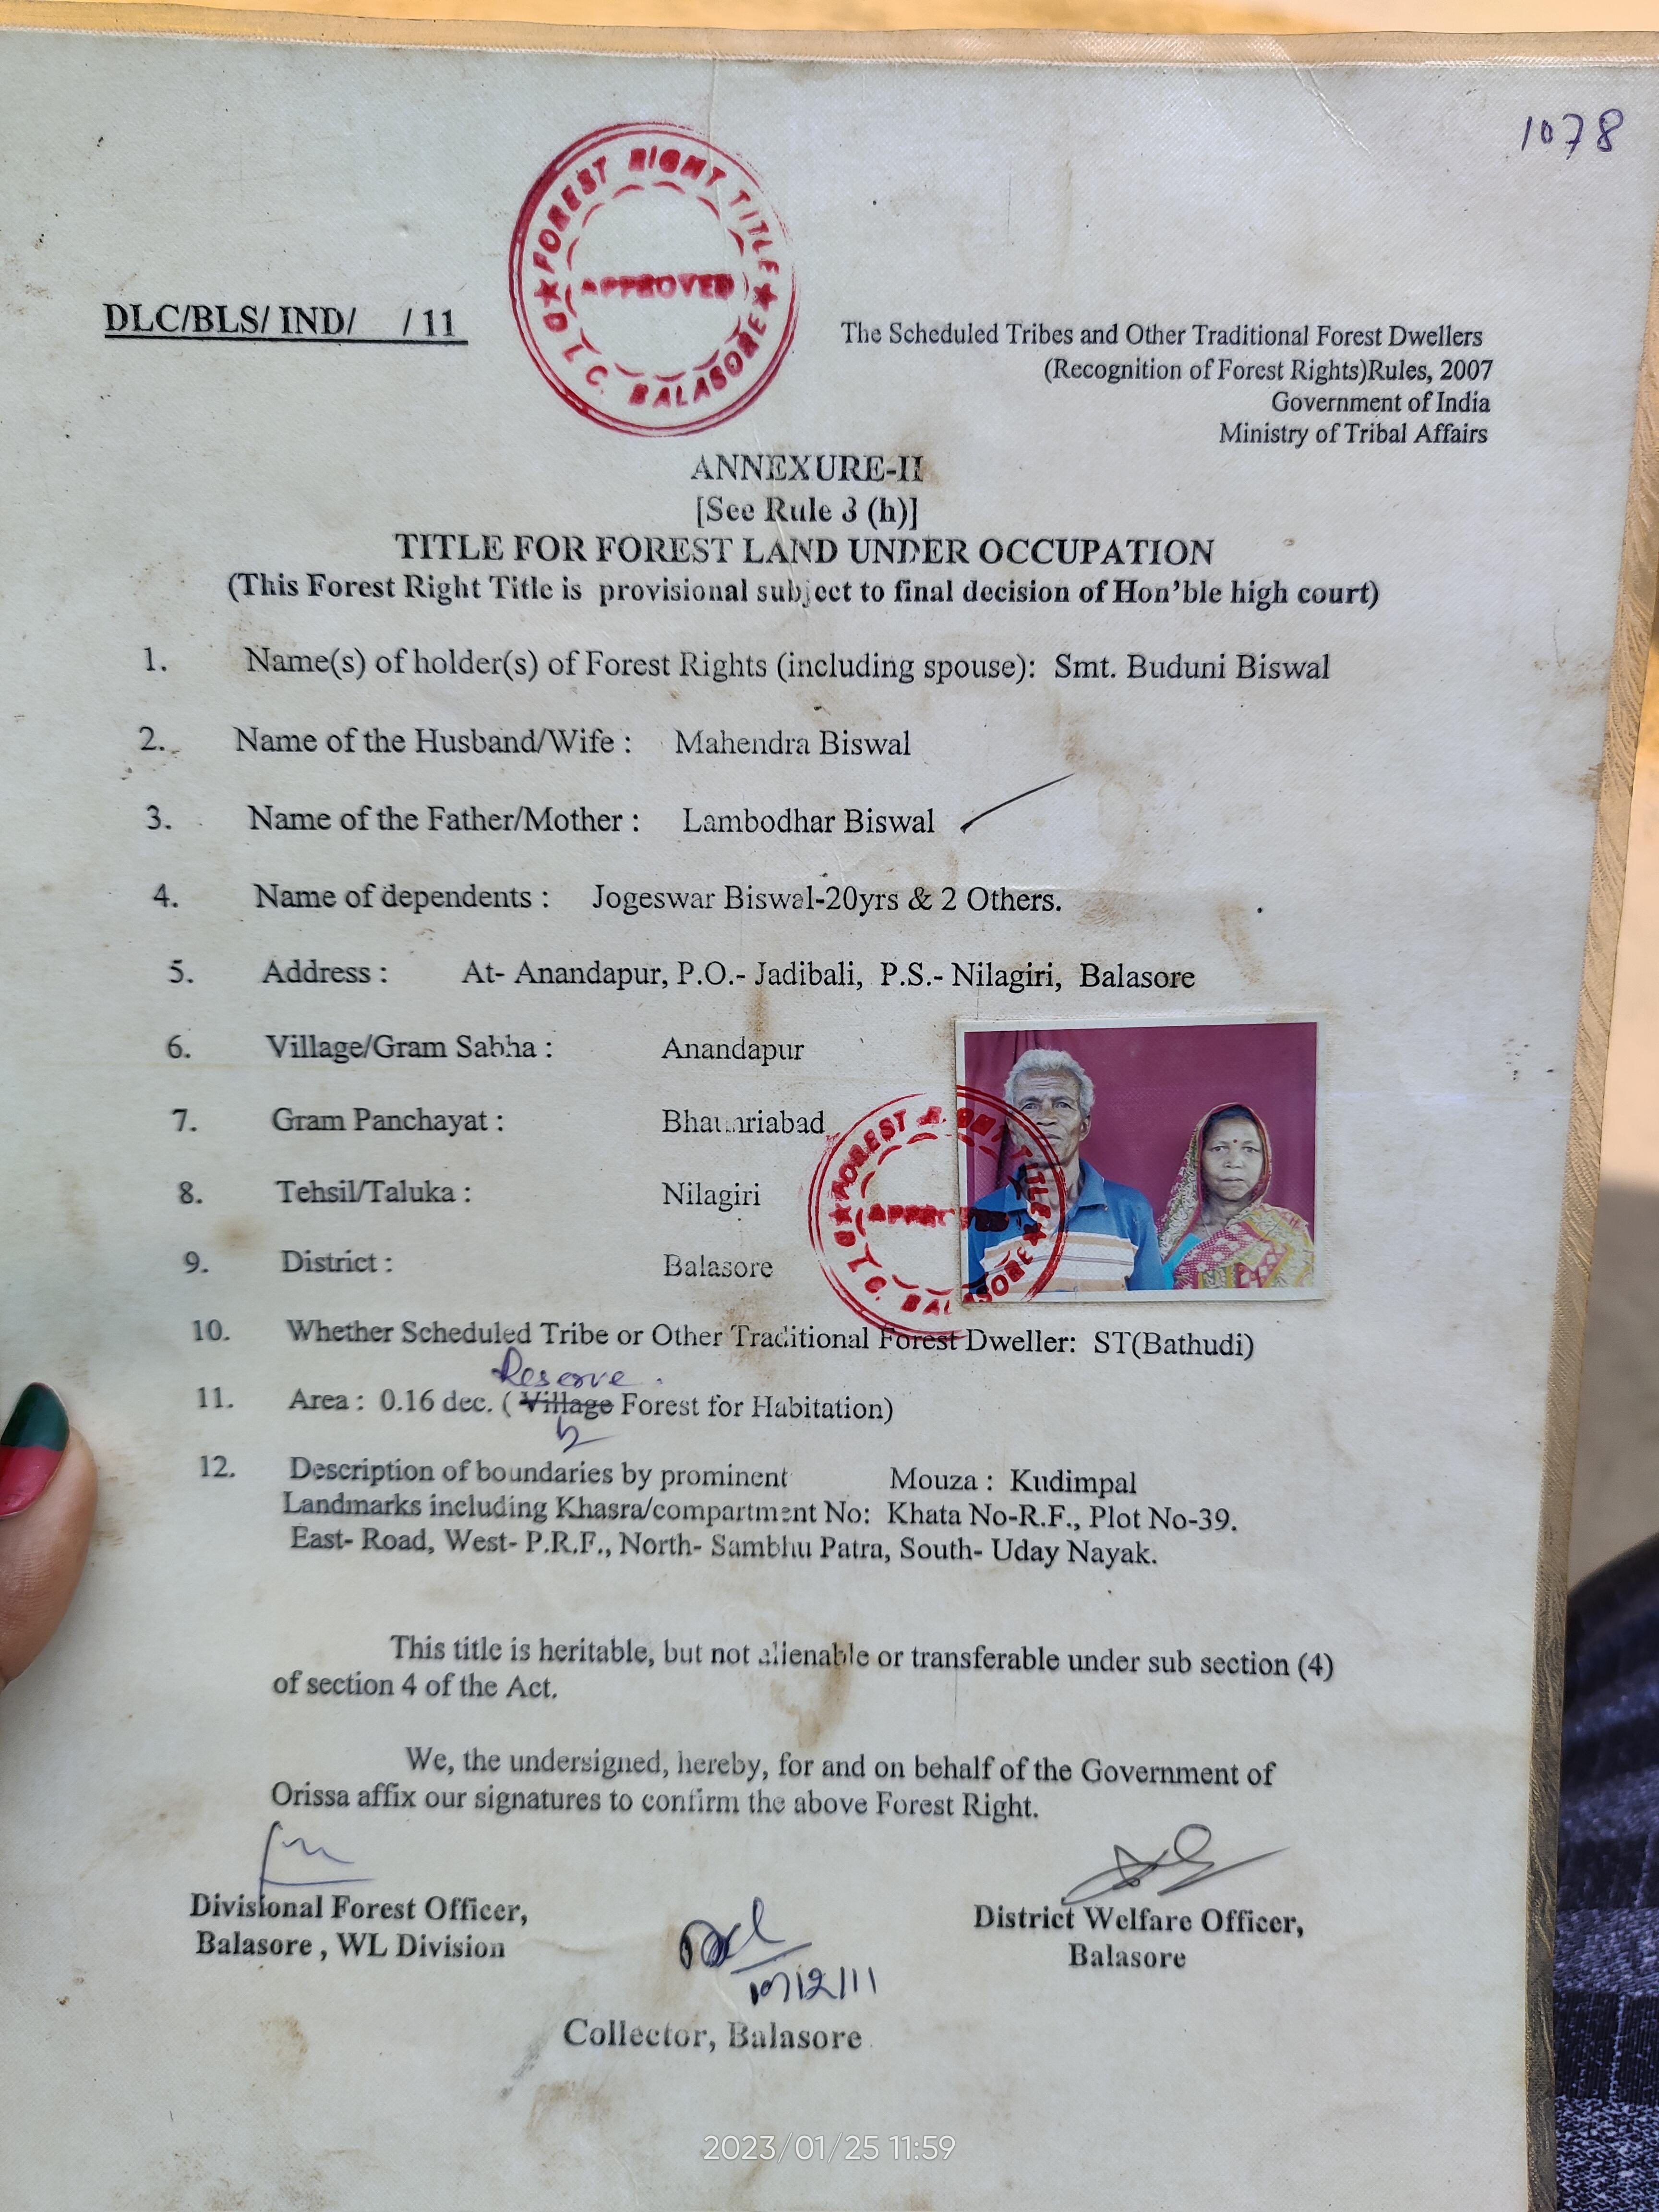 1078
FOREST RIGHT TITLE
APPROVED
D.L.C. BALASORE
DLC/BLS/ IND/ / 11
The Scheduled Tribes and Other Traditional Forest Dwellers
(Recognition of Forest Rights)Rules, 2007
Government of India
Ministry of Tribal Affairs
ANNEXURE-II
[See Rule 3 (h)]
TITLE FOR FOREST LAND UNDER OCCUPATION
(This Forest Right Title is provisional subject to final decision of Hon'ble high court)
1. Name(s) of holder(s) of Forest Rights (including spouse): Smt. Buduni Biswal
2. Name of the Husband/Wife : Mahendra Biswal
3. Name of the Father/Mother : Lambodhar Biswal
4. Name of dependents : Jogeswar Biswal-20yrs & 2 Others.
5. Address : At- Anandapur, P.O.- Jadibali, P.S.- Nilagiri, Balasore
6. Village/Gram Sabha : Anandapur
7. Gram Panchayat :
8. Tehsil/Taluka : Nilagiri
9. District : Balasore
FOREST RIGHT TITLE
APPROVED
D.L.C. BALASORE
10. Whether Scheduled Tribe or Other Traditional Forest Dweller: ST(Bathudi)
Reserve
11. Area : 0.16 dec. ( Village Forest for Habitation)
12. Description of boundaries by prominent Mouza : Kudimpal
Landmarks including Khasra/compartment No: Khata No-R.F., Plot No-39.
East- Road, West- P.R.F., North- Sambhu Patra, South- Uday Nayak.
This title is heritable, but not alienable or transferable under sub section (4)
of section 4 of the Act.
We, the undersigned, hereby, for and on behalf of the Government of
Orissa affix our signatures to confirm the above Forest Right.
Divisional Forest Officer,
Balasore , WL Division
District Welfare Officer,
Balasore
Collector, Balasore
2023/01/25 11:59